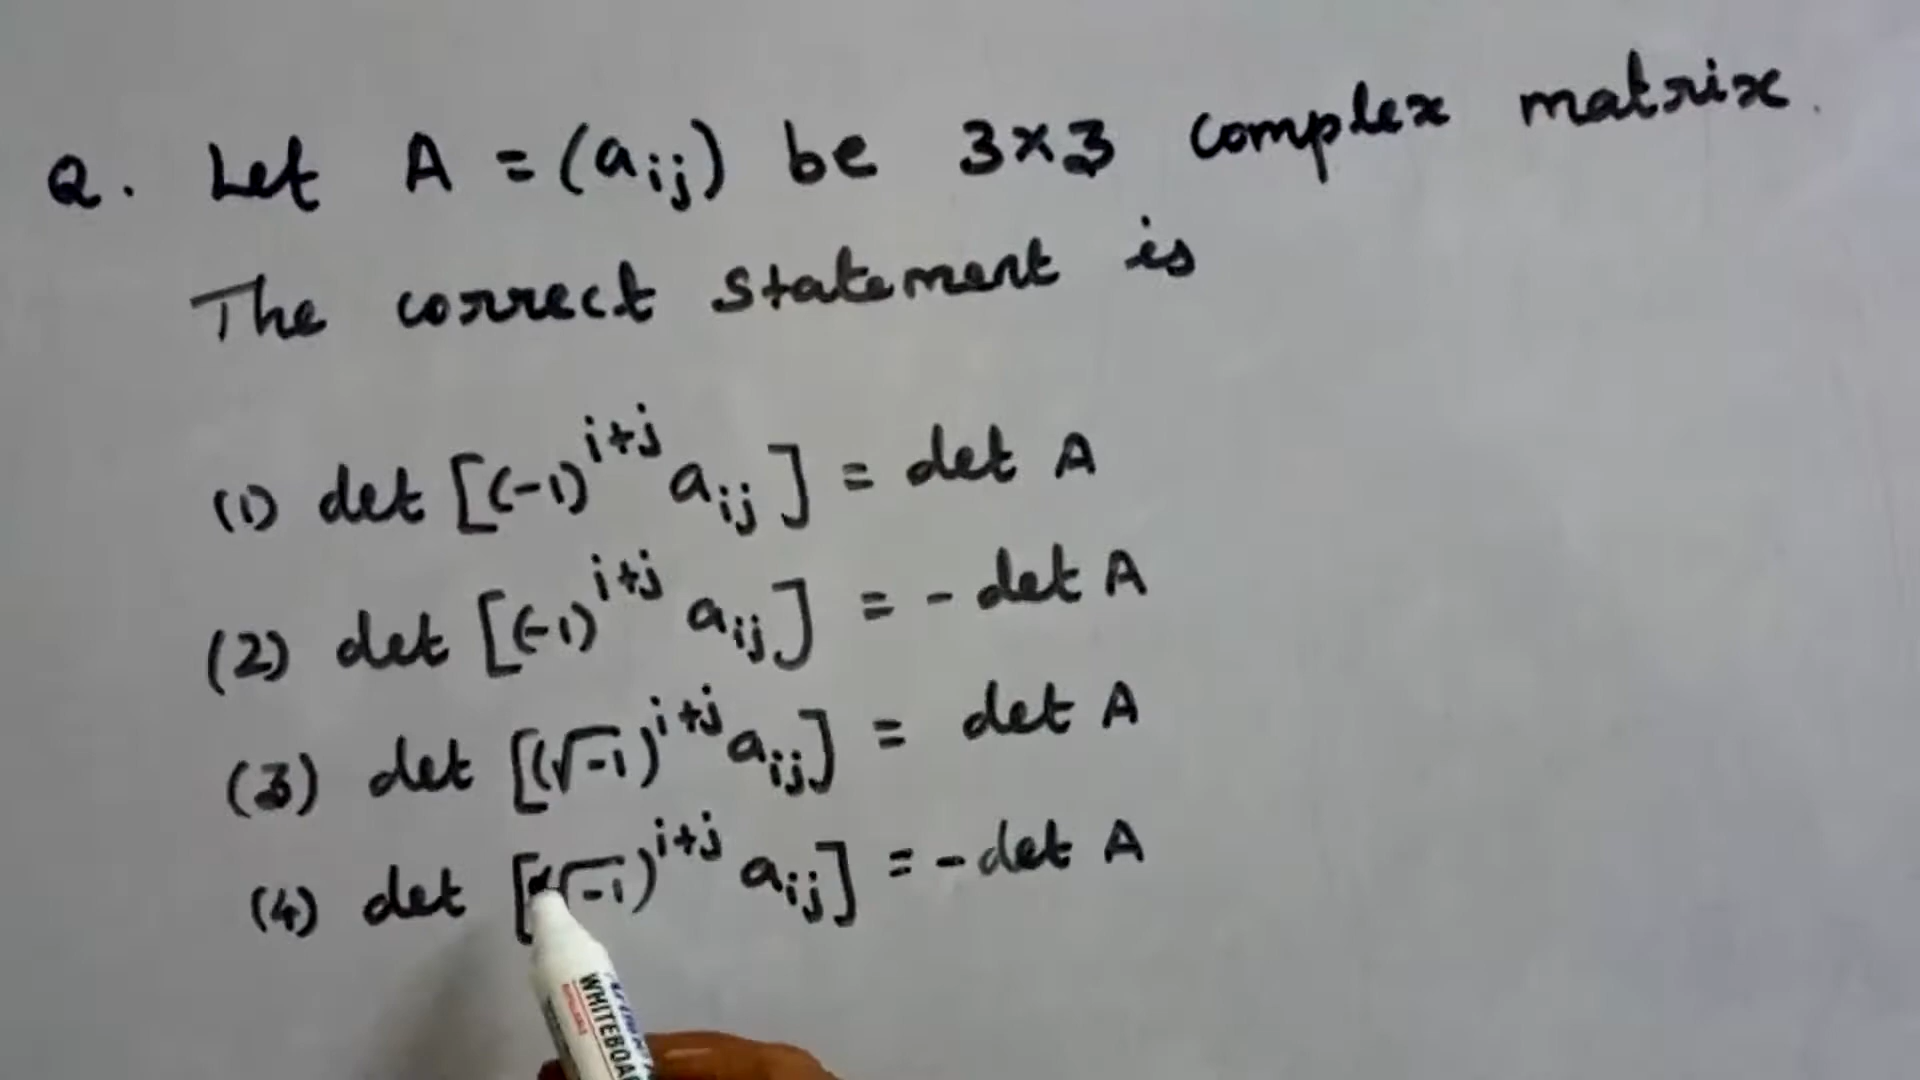 Q. Let A = (aij) be 3×3 complex matrix.
The correct statement is
(1) det [(-1)^{i+j} aij] = det A
(2) det [(-1)^{i+j} aij] = - det A
(3) det [(√-1)^{i+j} aij] = det A
(4) det [(√-1)^{i+j} aij] = - det A
WHITEBOA